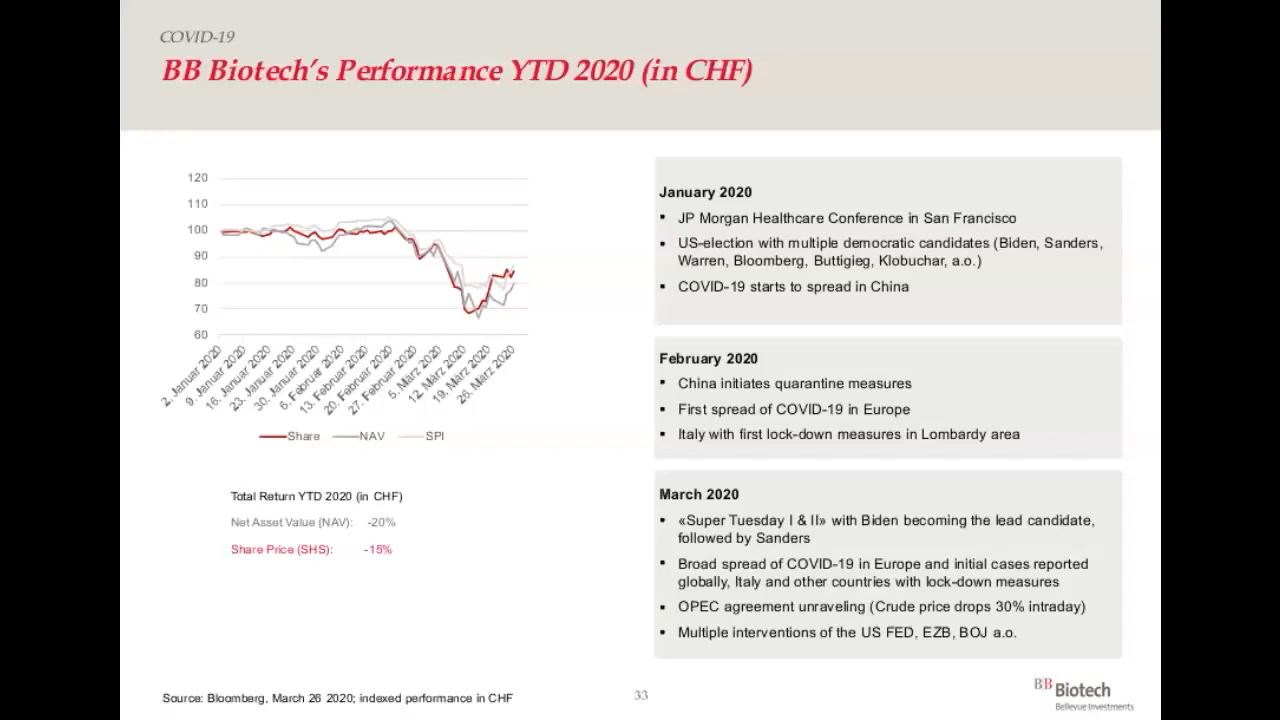 COVID-19
BB Biotech's Performance YTD 2020 (in CHF)
120
110
100
90
80
70
60
2. Januar 2020
9. Januar 2020
16. Januar 2020
23. Januar 2020
30. Januar 2020
6. Februar 2020
13. Februar 2020
20. Februar 2020
27. Februar 2020
5. März 2020
12. März 2020
19. März 2020
26. März 2020
Share NAV SPI
Total Return YTD 2020 (in CHF)
Net Asset Value (NAV): -20%
Share Price (SHS): -15%
January 2020
▪ JP Morgan Healthcare Conference in San Francisco
▪ US-election with multiple democratic candidates (Biden, Sanders,
Warren, Bloomberg, Buttigieg, Klobuchar, a.o.)
▪ COVID-19 starts to spread in China
February 2020
▪ China initiates quarantine measures
▪ First spread of COVID-19 in Europe
▪ Italy with first lock-down measures in Lombardy area
March 2020
▪ «Super Tuesday I & II» with Biden becoming the lead candidate,
followed by Sanders
▪ Broad spread of COVID-19 in Europe and initial cases reported
globally, Italy and other countries with lock-down measures
▪ OPEC agreement unraveling (Crude price drops 30% intraday)
▪ Multiple interventions of the US FED, EZB, BOJ a.o.
Source: Bloomberg, March 26 2020; indexed performance in CHF
33
BB Biotech
Bellevue Investments